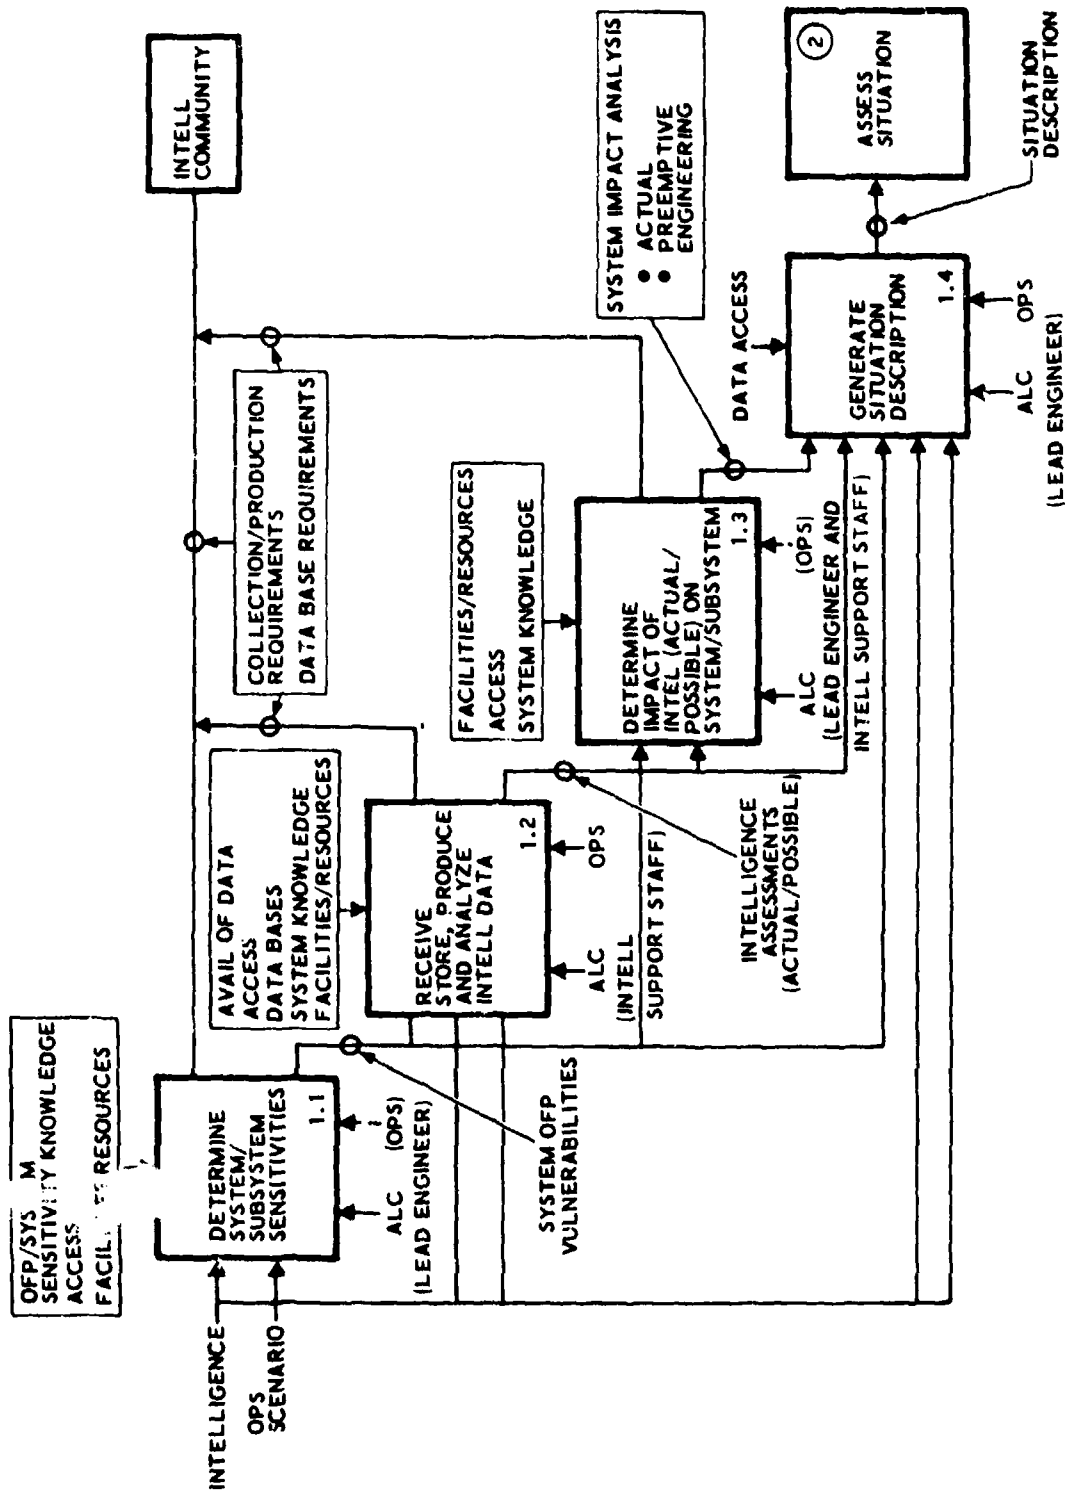 INTELLIGENCE
OPS
SCENARIO
OFP/SYS M
SENSITIVITY KNOWLEDGE
ACCESS
RESOURCES
DETERMINE
SYSTEM/
SUBSYSTEM
SENSITIVITIES
1.1
ALC
(OPS)
(LEAD ENGINEER)
SYSTEM OFP
VULNERABILITIES
AVAIL OF DATA
ACCESS
DATA BASES
SYSTEM KNOWLEDGE
FACILITIES/RESOURCES
RECEIVE
STORE, PRODUCE
AND ANALYZE
INTELL DATA
1.2
ALC
OPS
(INTELL
SUPPORT STAFF)
INTELLIGENCE
ASSESSMENTS
(ACTUAL/POSSIBLE)
COLLECTION/PRODUCTION
REQUIREMENTS
DATA BASE REQUIREMENTS
FACILITIES/RESOURCES
ACCESS
SYSTEM KNOWLEDGE
DETERMINE
IMPACT OF
INTEL (ACTUAL/
POSSIBLE) ON
SYSTEM/SUBSYSTEM
1.3
ALC
(OPS)
(LEAD ENGINEER AND
INTELL SUPPORT STAFF)
INTELL
COMMUNITY
SYSTEM IMPACT ANALYSIS
● ACTUAL
● PREEMPTIVE
ENGINEERING
DATA ACCESS
GENERATE
SITUATION
DESCRIPTION
1.4
ALC
OPS
(LEAD ENGINEER)
2
ASSESS
SITUATION
SITUATION
DESCRIPTION